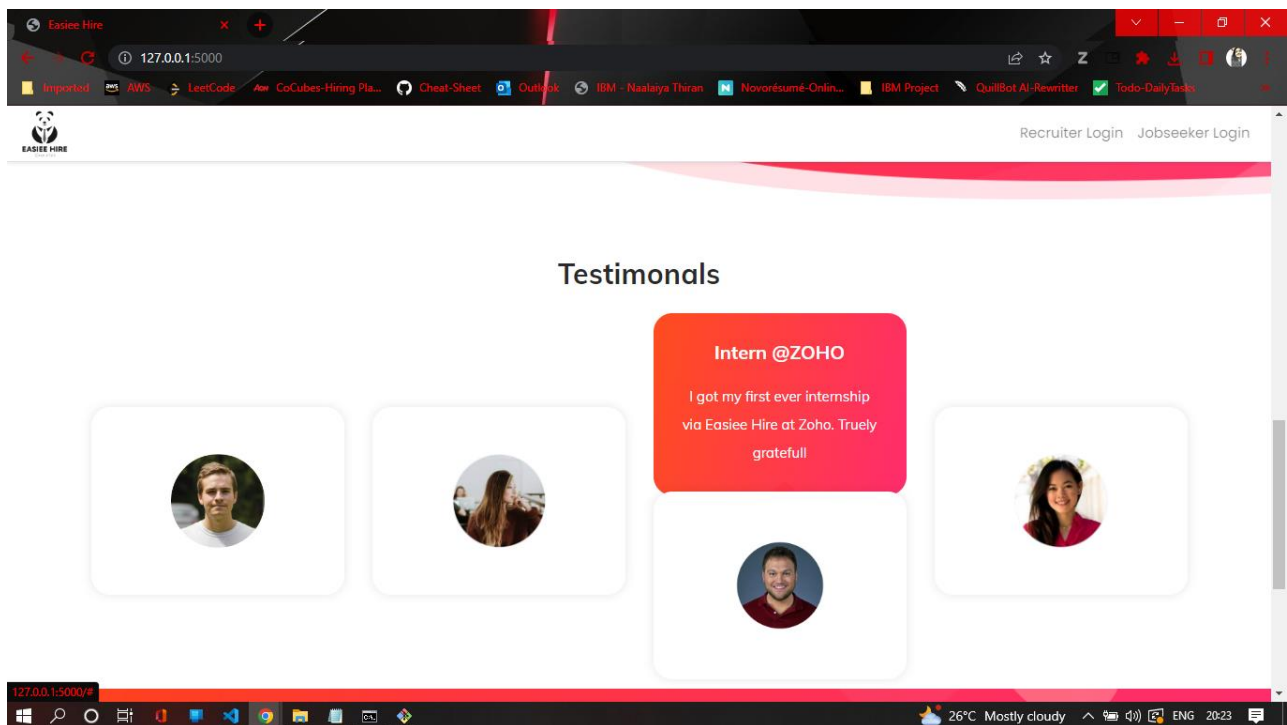 Easiee Hire
127.0.0.1:5000
Z
Imported
aws AWS
LeetCode
Aon CoCubes-Hiring Pla...
Cheat-Sheet
Outlook
IBM - Naalaiya Thiran
N Novorésumé-Onlin...
IBM Project
QuillBot AI-Rewritter
Todo-DailyTasks
EASIEE HIRE
Recruiter Login Jobseeker Login
Testimonals
Intern @ZOHO
I got my first ever internship
via Easiee Hire at Zoho. Truely
gratefull
127.0.0.1:5000/#
26°C Mostly cloudy
ENG
20:23